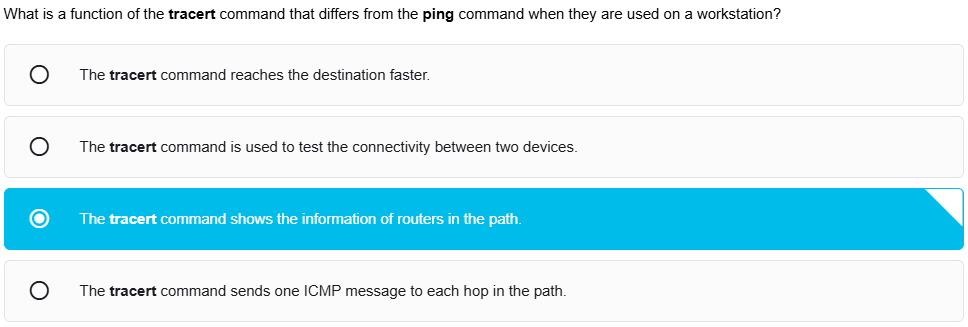 What is a function of the tracert command that differs from the ping command when they are used on a workstation?
The tracert command reaches the destination faster.
The tracert command is used to test the connectivity between two devices.
The tracert command shows the information of routers in the path.
The tracert command sends one ICMP message to each hop in the path.